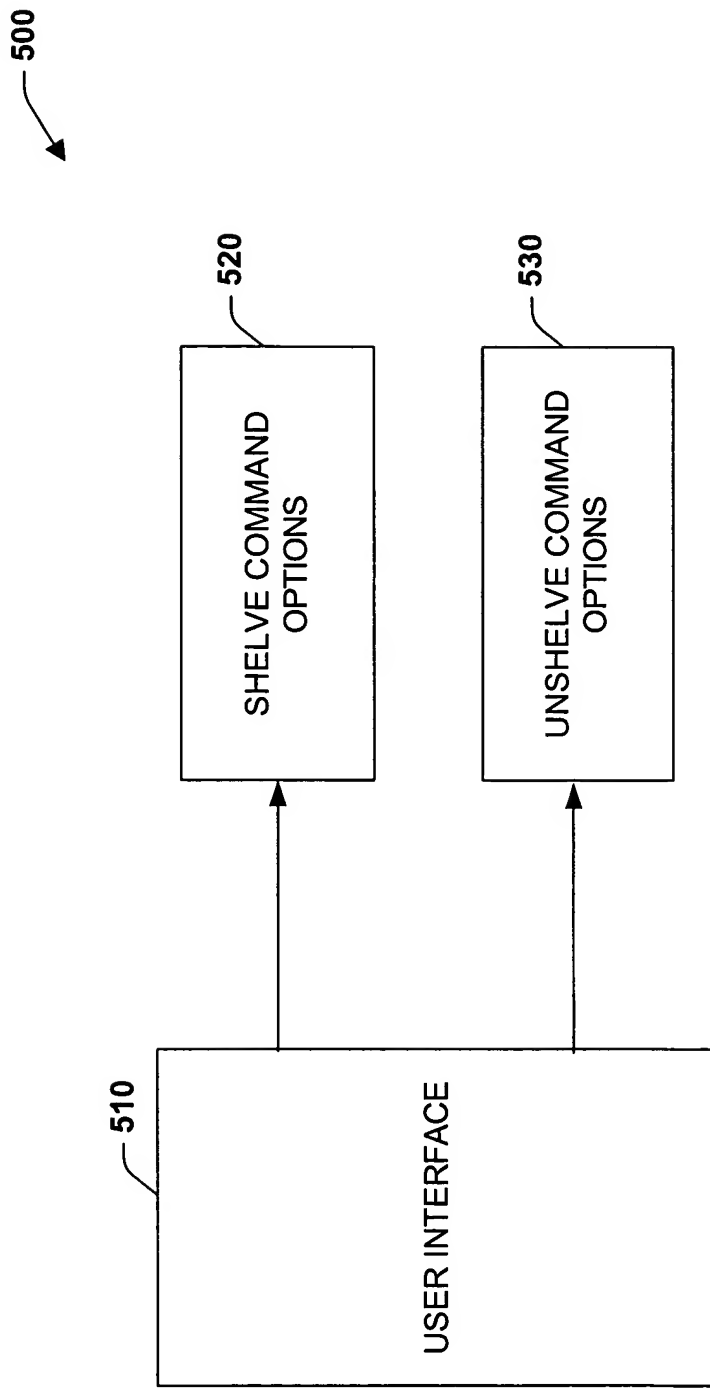 500
510
USER INTERFACE
520
SHELVE COMMAND
OPTIONS
530
UNSHELVE COMMAND
OPTIONS